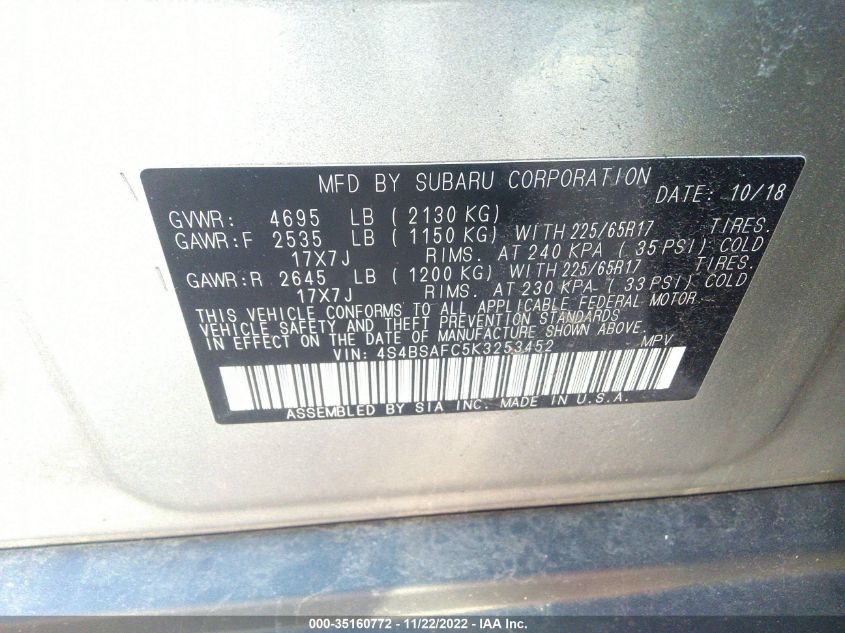 MFD BY SUBARU CORPORATION DATE: 10/18
GVWR: 4695 LB ( 2130 KG)
GAWR:F 2535 LB ( 1150 KG) WITH 225/65R17 TIRES.
17X7J RIMS. AT 240 KPA ( 35 PSI) COLD
GAWR:R 2645 LB ( 1200 KG) WITH 225/65R17 TIRES.
17X7J RIMS. AT 230 KPA ( 33 PSI) COLD
THIS VEHICLE CONFORMS TO ALL APPLICABLE FEDERAL MOTOR
VEHICLE SAFETY AND THEFT PREVENTION STANDARDS
IN EFFECT ON THE DATE OF MANUFACTURE SHOWN ABOVE.
VIN: 4S4BSAFC5K3253452 MPV
ASSEMBLED BY SIA INC. MADE IN U.S.A.
000-35160772 - 11/22/2022 - IAA Inc.